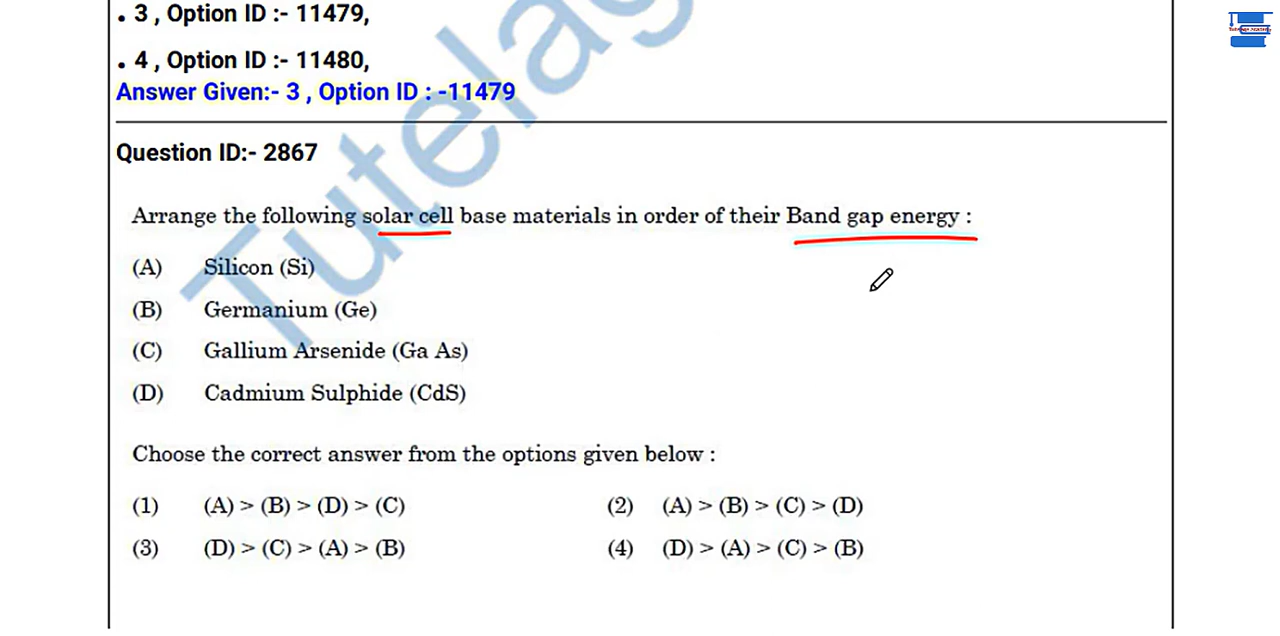 . 3 , Option ID :- 11479,
. 4 , Option ID :- 11480,
Answer Given:- 3 , Option ID : -11479
Question ID:- 2867
Arrange the following solar cell base materials in order of their Band gap energy :
(A) Silicon (Si)
(B) Germanium (Ge)
(C) Gallium Arsenide (Ga As)
(D) Cadmium Sulphide (CdS)
Choose the correct answer from the options given below :
(1) (A) > (B) > (D) > (C) (2) (A) > (B) > (C) > (D)
(3) (D) > (C) > (A) > (B) (4) (D) > (A) > (C) > (B)
Tutelag